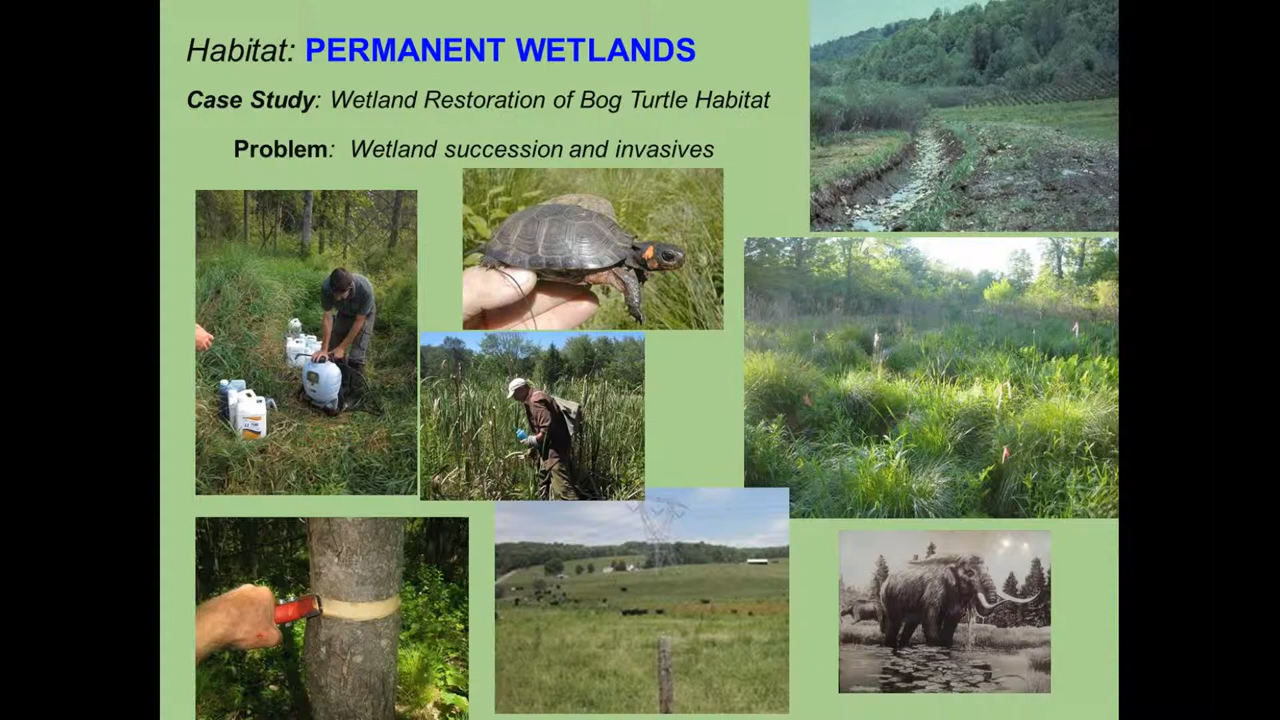 Habitat: PERMANENT WETLANDS
Case Study: Wetland Restoration of Bog Turtle Habitat
Problem: Wetland succession and invasives